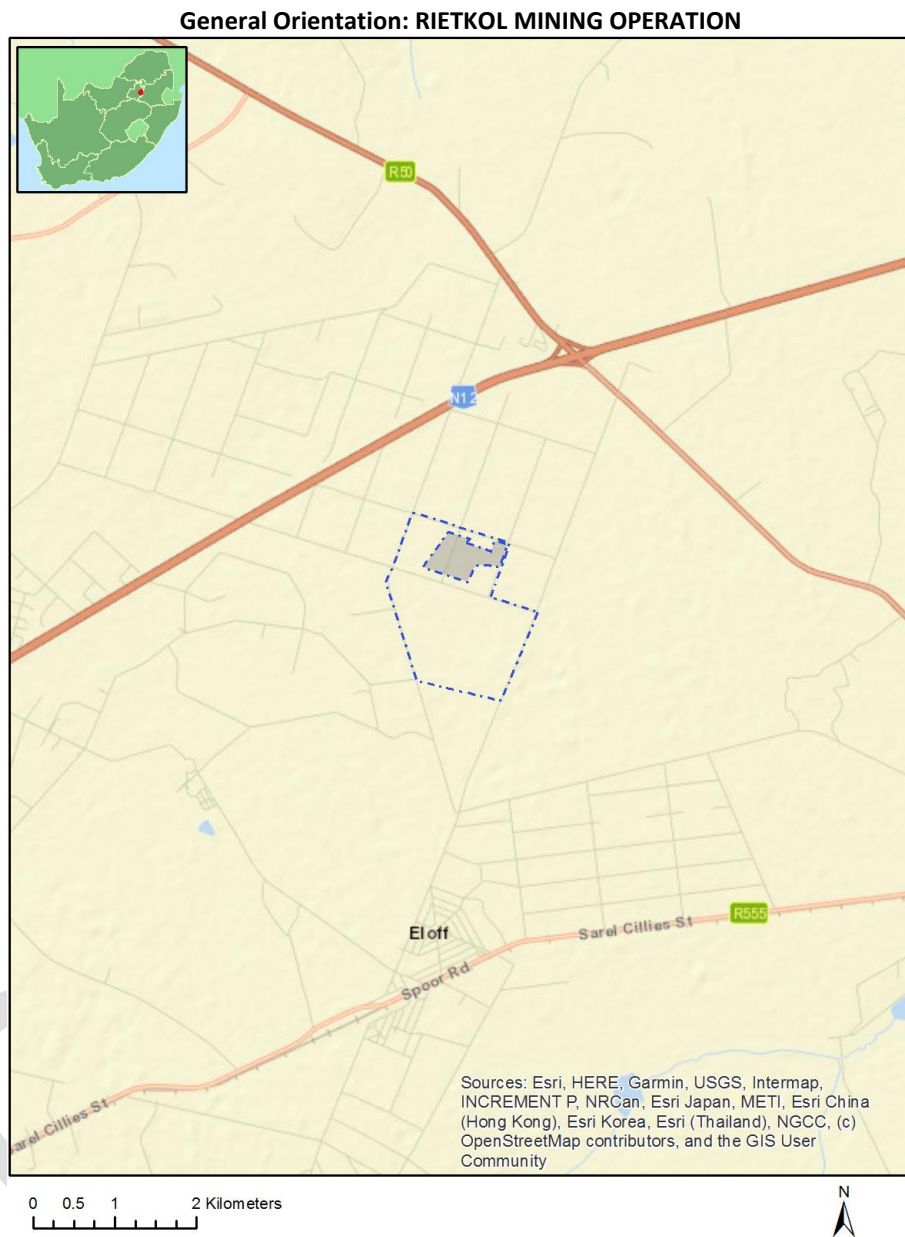 General Orientation: RIETKOL MINING OPERATION
R50
N12
Eloff
Sarel Cillies St
R555
Spoor Rd
Sarel Cillies St
Sources: Esri, HERE, Garmin, USGS, Intermap,
INCREMENT P, NRCan, Esri Japan, METI, Esri China
(Hong Kong), Esri Korea, Esri (Thailand), NGCC, (c)
OpenStreetMap contributors, and the GIS User
Community
0 0.5 1 2 Kilometers
N